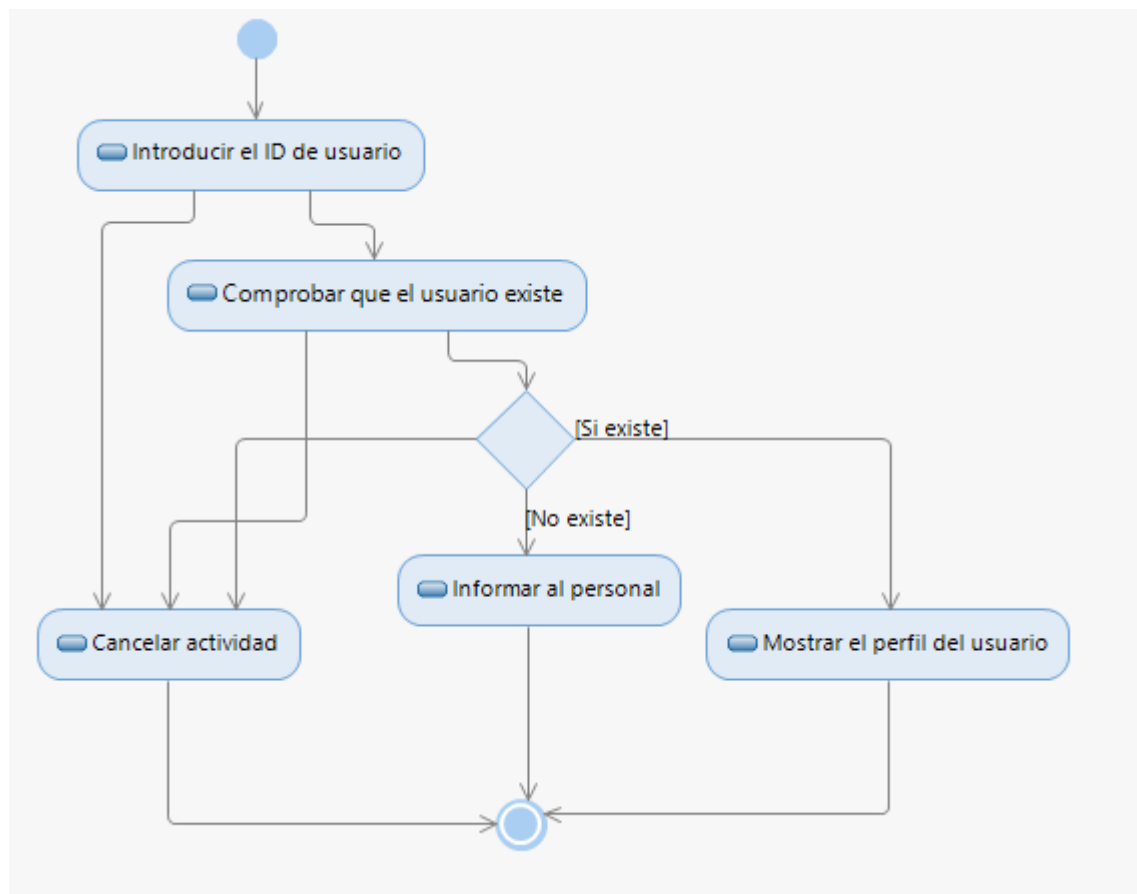 Introducir el ID de usuario
Comprobar que el usuario existe
[Si existe]
[No existe]
Informar al personal
Cancelar actividad
Mostrar el perfil del usuario